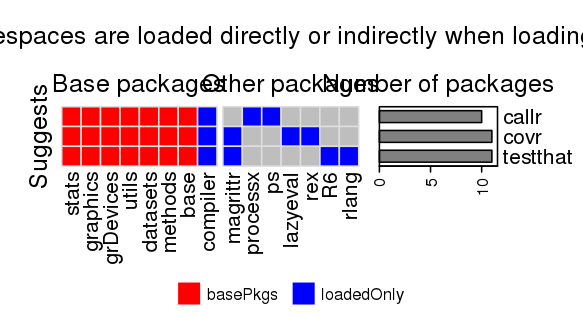 espaces are loaded directly or indirectly when loading
Base packages
Other packages
Number of packages
Suggests
callr
covr
testthat
stats
graphics
grDevices
utils
datasets
methods
base
compiler
magrittr
processx
ps
lazyeval
rex
R6
rlang
0
5
10
basePkgs
loadedOnly